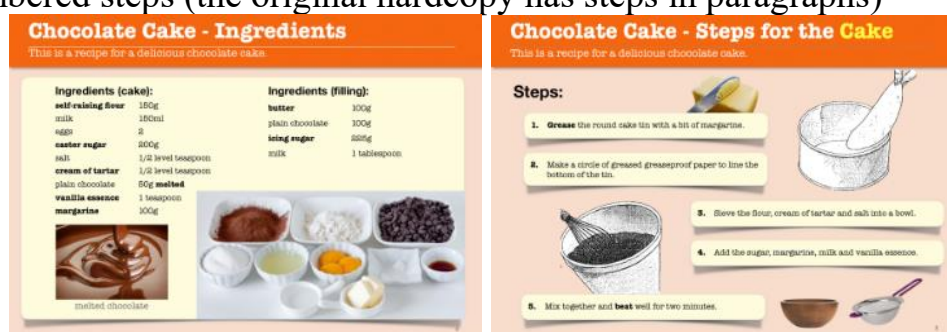 mbered steps (the original hardcopy has steps in paragraphs)
Chocolate Cake - Ingredients
This is a recipe for a delicious chocolate cake.
Ingredients (cake):
self-raising flour 150g
milk 150ml
eggs 2
caster sugar 200g
salt 1/2 level teaspoon
cream of tartar 1/2 level teaspoon
plain chocolate 50g melted
vanilla essence 1 teaspoon
margarine 100g
melted chocolate
Ingredients (filling):
butter 100g
plain chocolate 100g
icing sugar 225g
milk 1 tablespoon
Chocolate Cake - Steps for the Cake
This is a recipe for a delicious chocolate cake.
Steps:
1. Grease the round cake tin with a bit of margarine.
2. Make a circle of greased greaseproof paper to line the
bottom of the tin.
3. Sieve the flour, cream of tartar and salt into a bowl.
4. Add the sugar, margarine, milk and vanilla essence.
5. Mix together and beat well for two minutes.